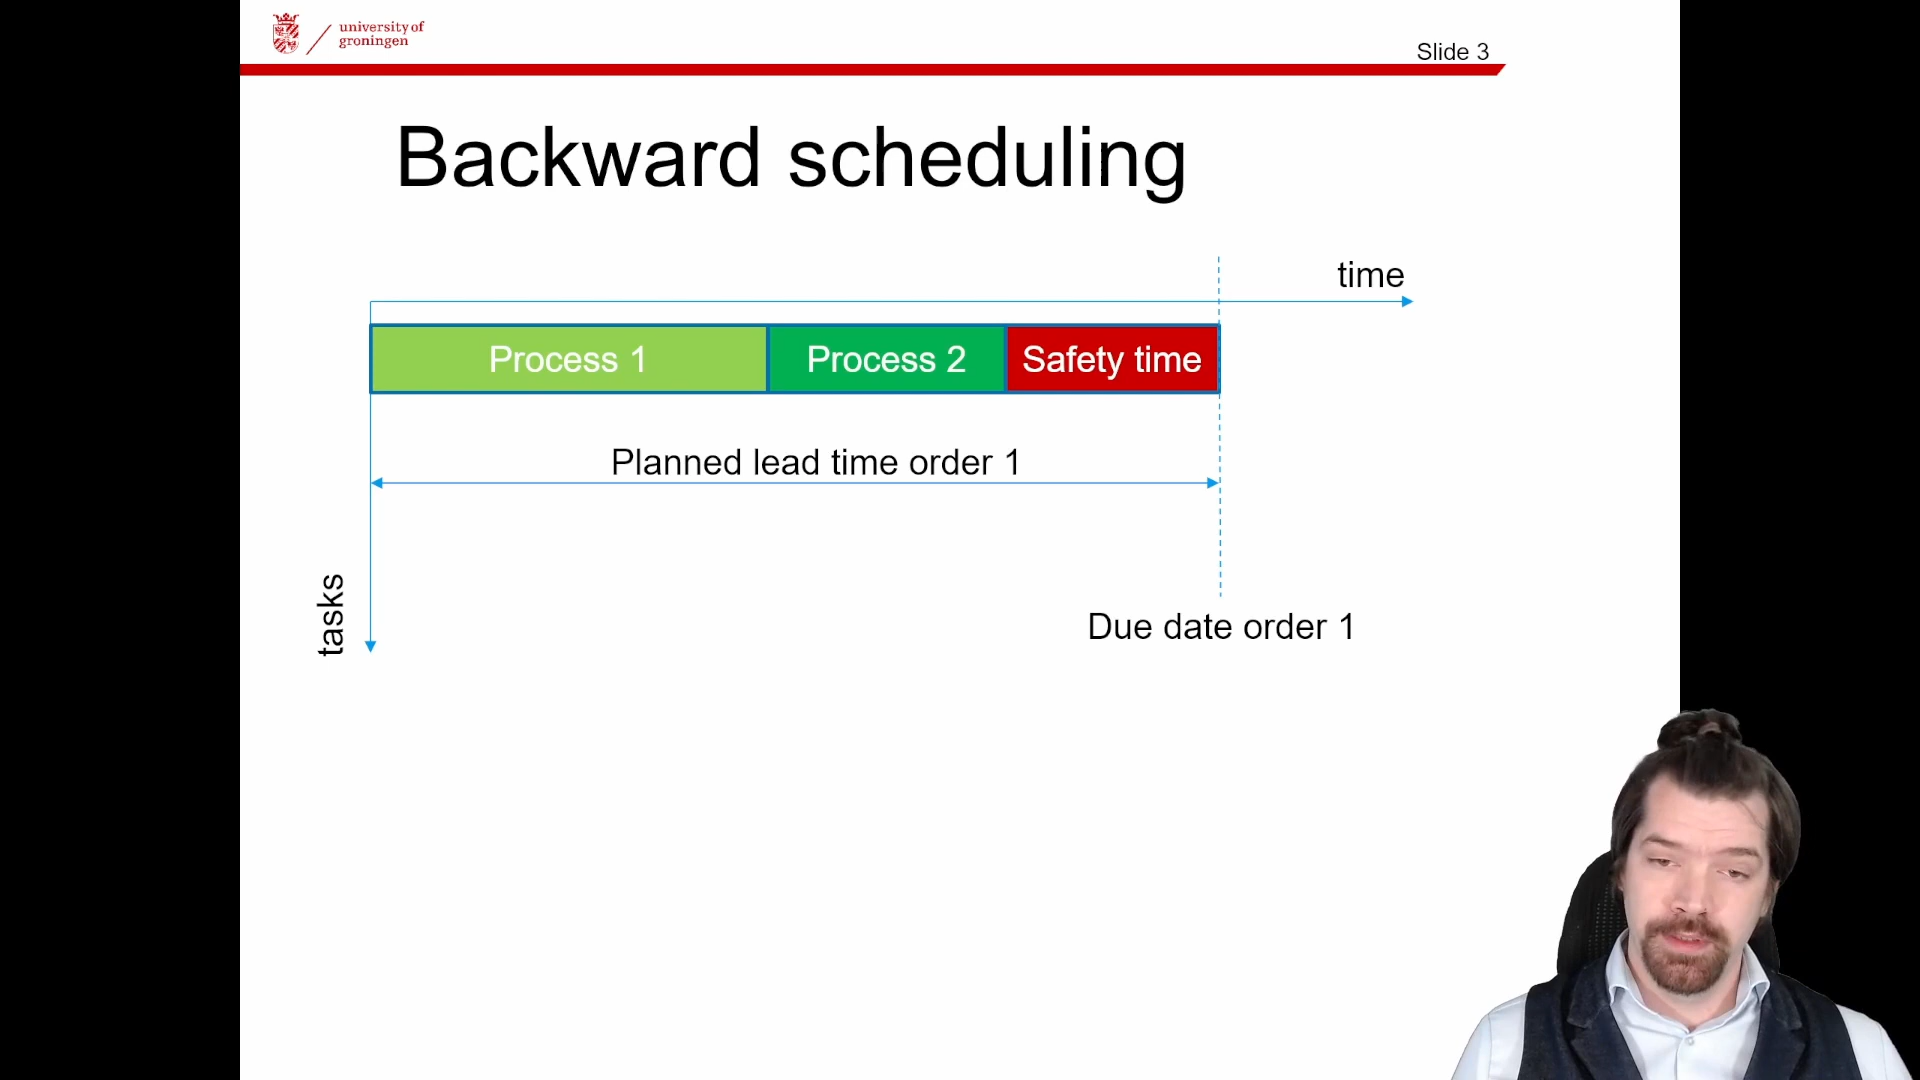 university of
groningen
Slide 3
Backward scheduling
time
Process 1
Process 2
Safety time
Planned lead time order 1
tasks
Due date order 1